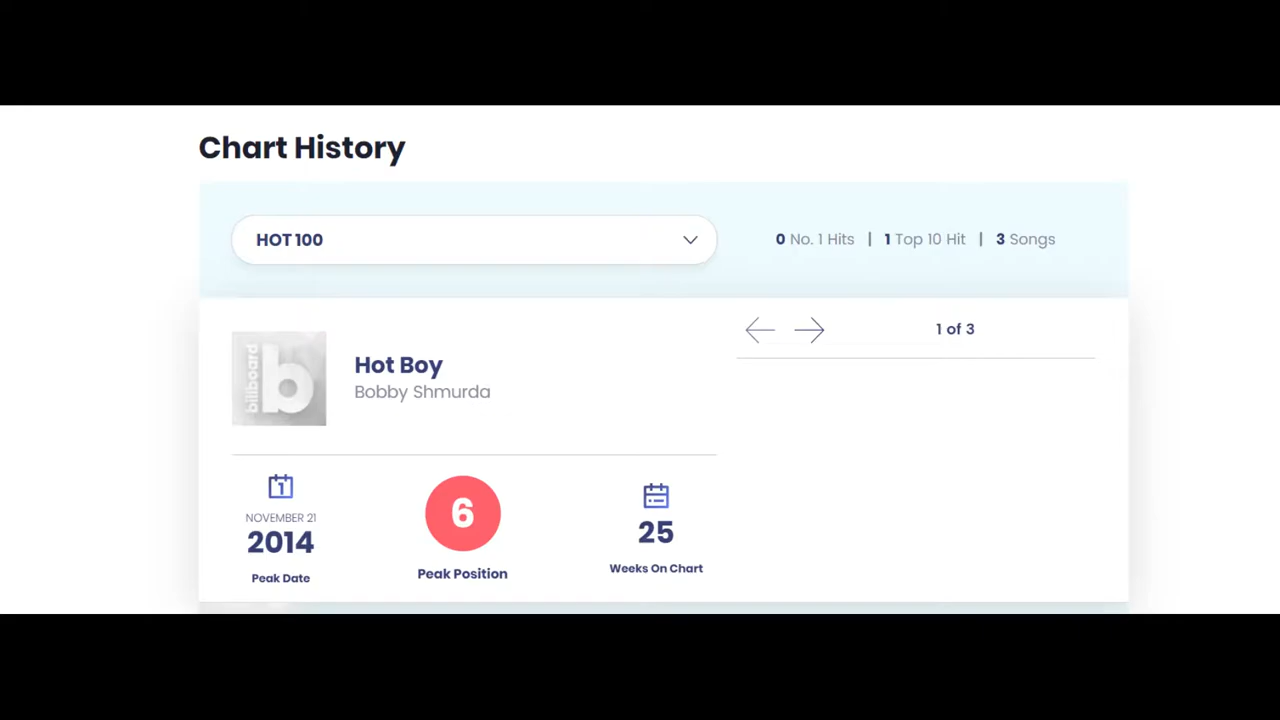 Chart History
HOT 100
0 No. 1 Hits | 1 Top 10 Hit | 3 Songs
1 of 3
billboard
b
Hot Boy
Bobby Shmurda
1
NOVEMBER 21
2014
Peak Date
6
Peak Position
25
Weeks On Chart